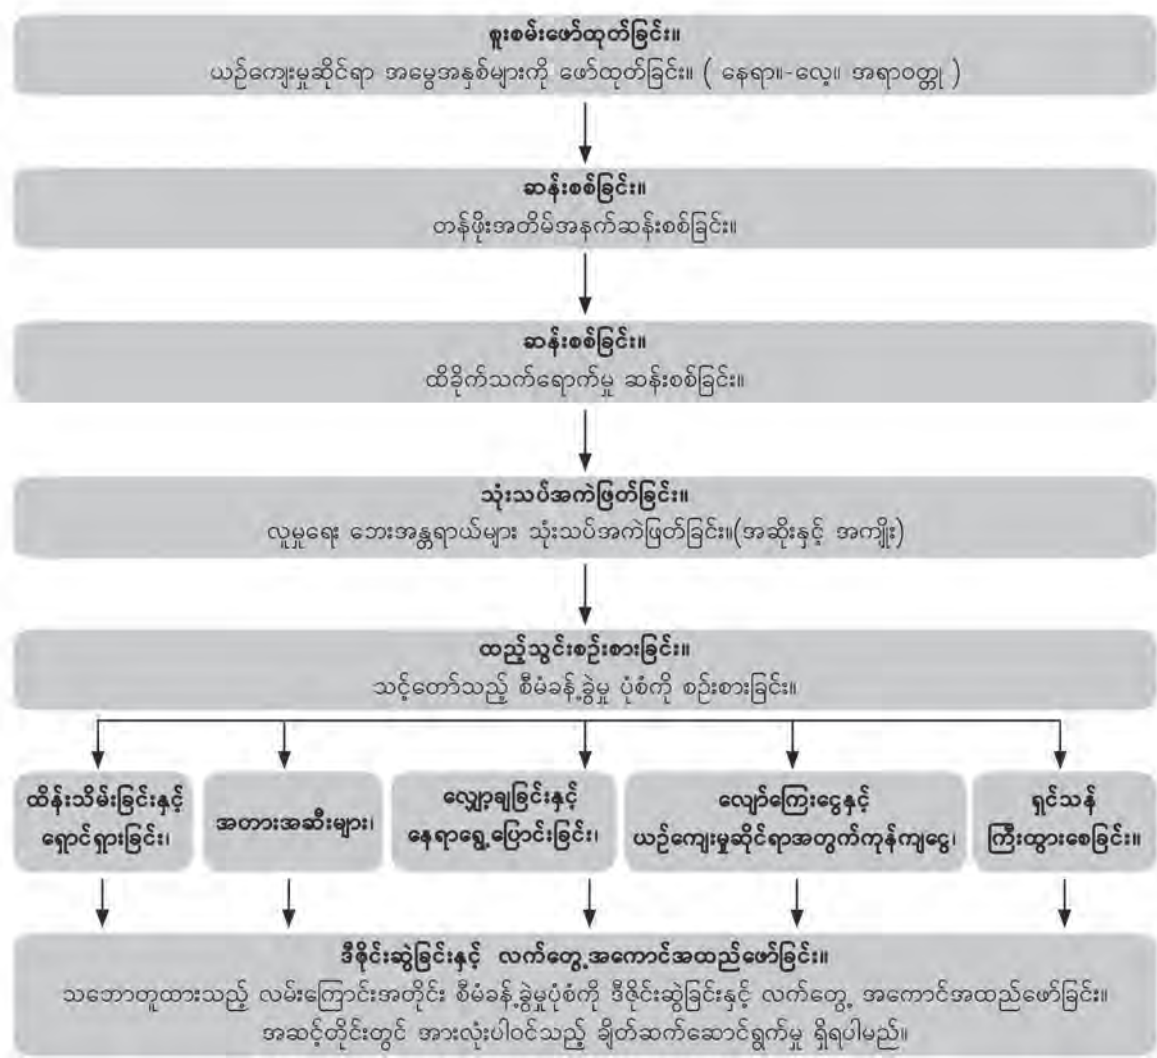 စူးစမ်းဖော်ထုတ်ခြင်း။
ယဉ်ကျေးမှုဆိုင်ရာ အမွေအနှစ်များကို ဖော်ထုတ်ခြင်း။ ( နေရာ။-လေ့။ အရာဝတ္ထု )
ဆန်းစစ်ခြင်း။
တန်ဖိုးအတိမ်အနက်ဆန်းစစ်ခြင်း။
ဆန်းစစ်ခြင်း။
ထိခိုက်သက်ရောက်မှု ဆန်းစစ်ခြင်း။
သုံးသပ်အကဲဖြတ်ခြင်း။
လူမှုရေး ဘေးအန္တရာယ်များ သုံးသပ်အကဲဖြတ်ခြင်း။(အဆိုးနှင့် အကျိုး)
ထည့်သွင်းစဉ်းစားခြင်း။
သင့်တော်သည့် စီမံခန့်ခွဲမှု ပုံစံကို စဉ်းစားခြင်း။
ထိန်းသိမ်းခြင်းနှင့်
ရှောင်ရှားခြင်း၊
အတားအဆီးများ၊
လျှော့ချခြင်းနှင့်
နေရာရွှေ့ပြောင်းခြင်း၊
လျော်ကြေးငွေနှင့်
ယဉ်ကျေးမှုဆိုင်ရာအတွက်ကုန်ကျငွေ၊
ရှင်သန်
ကြီးထွားစေခြင်း။
ဒီဇိုင်းဆွဲခြင်းနှင့် လက်တွေ့အကောင်အထည်ဖော်ခြင်း။
သဘောတူထားသည့် လမ်းကြောင်းအတိုင်း စီမံခန့်ခွဲမှုပုံစံကို ဒီဇိုင်းဆွဲခြင်းနှင့် လက်တွေ့ အကောင်အထည်ဖော်ခြင်း။
အဆင့်တိုင်းတွင် အားလုံးပါဝင်သည့် ချိတ်ဆက်ဆောင်ရွက်မှု ရှိရပါမည်။